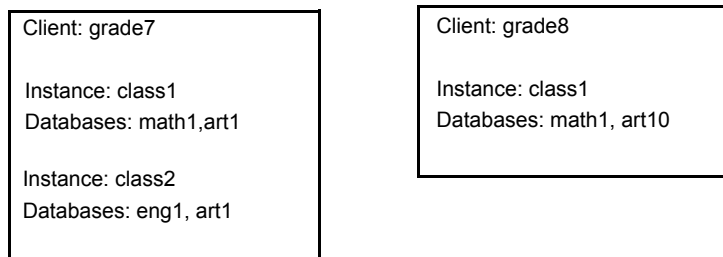 Client: grade7
Instance: class1
Databases: math1,art1
Instance: class2
Databases: eng1, art1
Client: grade8
Instance: class1
Databases: math1, art10